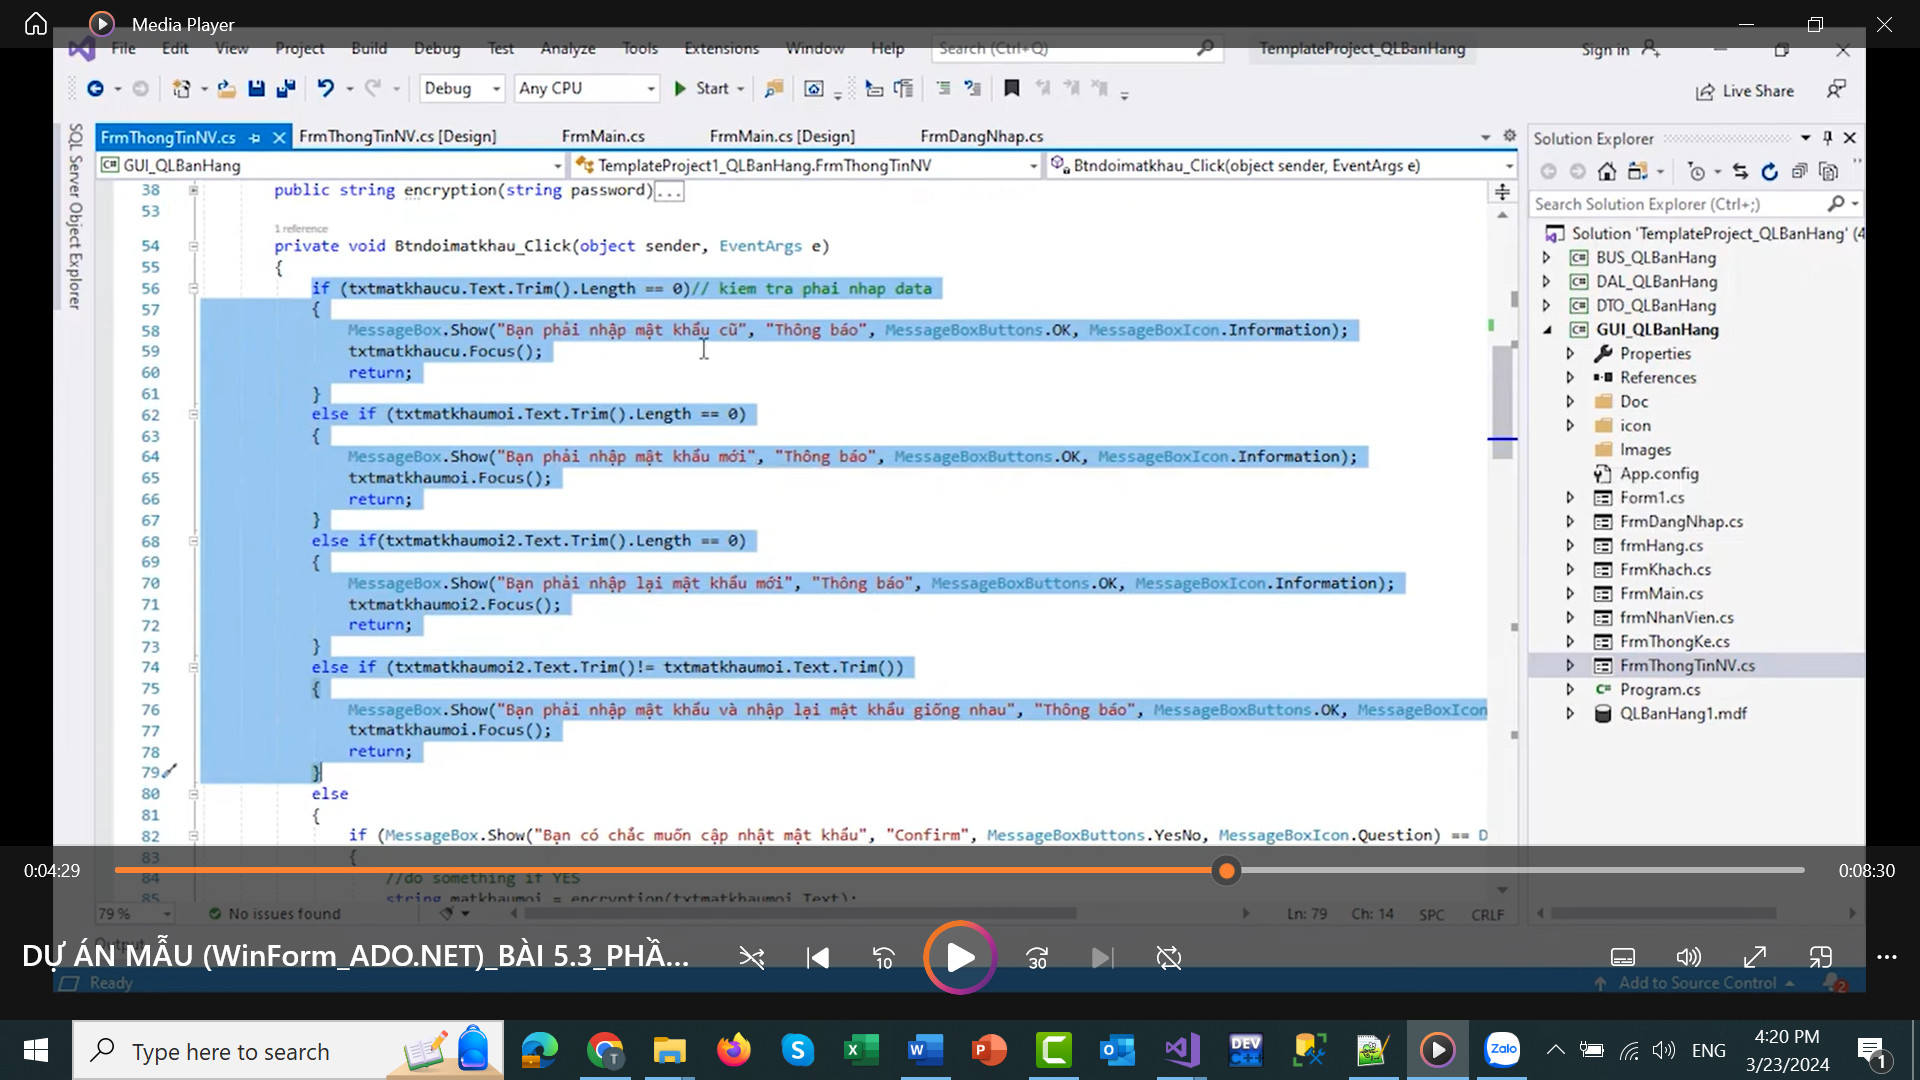 Media Player
File Edit View Project Build Debug Test Analyze Tools Extensions Window Help Search (Ctrl+Q) TemplateProject_QLBanHang Sign in
Debug Any CPU Start Live Share
SQL Server Object Explorer
FrmThongTinNV.cs FrmThongTinNV.cs [Design] FrmMain.cs FrmMain.cs [Design] FrmDangNhap.cs
GUI_QLBanHang TemplateProject1_QLBanHang.FrmThongTinNV Btndoimatkhau_Click(object sender, EventArgs e)
38 public string encryption(string password)...
53
1 reference
54 private void Btndoimatkhau_Click(object sender, EventArgs e)
55 {
56 if (txtmatkhaucu.Text.Trim().Length == 0)// kiem tra phai nhap data
57 {
58 MessageBox.Show("Bạn phải nhập mật khẩu cũ", "Thông báo", MessageBoxButtons.OK, MessageBoxIcon.Information);
59 txtmatkhaucu.Focus();
60 return;
61 }
62 else if (txtmatkhaumoi.Text.Trim().Length == 0)
63 {
64 MessageBox.Show("Bạn phải nhập mật khẩu mới", "Thông báo", MessageBoxButtons.OK, MessageBoxIcon.Information);
65 txtmatkhaumoi.Focus();
66 return;
67 }
68 else if(txtmatkhaumoi2.Text.Trim().Length == 0)
69 {
70 MessageBox.Show("Bạn phải nhập lại mật khẩu mới", "Thông báo", MessageBoxButtons.OK, MessageBoxIcon.Information);
71 txtmatkhaumoi2.Focus();
72 return;
73 }
74 else if (txtmatkhaumoi2.Text.Trim()!= txtmatkhaumoi.Text.Trim())
75 {
76 MessageBox.Show("Bạn phải nhập mật khẩu và nhập lại mật khẩu giống nhau", "Thông báo", MessageBoxButtons.OK, MessageBoxIcon
77 txtmatkhaumoi.Focus();
78 return;
79 }
80 else
81 {
82 if (MessageBox.Show("Bạn có chắc muốn cập nhật mật khẩu", "Confirm", MessageBoxButtons.YesNo, MessageBoxIcon.Question) == D
83 {
84 //do something if YES
85 string matkhaumoi = encryption(txtmatkhaumoi.Text);
79 % No issues found Ln: 79 Ch: 14 SPC CRLF
Output
Ready Add to Source Control 2
Solution Explorer
Search Solution Explorer (Ctrl+;)
Solution 'TemplateProject_QLBanHang' (4
BUS_QLBanHang
DAL_QLBanHang
DTO_QLBanHang
GUI_QLBanHang
Properties
References
Doc
icon
Images
App.config
Form1.cs
FrmDangNhap.cs
frmHang.cs
FrmKhach.cs
FrmMain.cs
frmNhanVien.cs
FrmThongKe.cs
FrmThongTinNV.cs
Program.cs
QLBanHang1.mdf
0:04:29 0:08:30
DỰ ÁN MẪU (WinForm_ADO.NET)_BÀI 5.3_PHẦ...
10 30
Type here to search
DEV C++
Zalo
ENG
4:20 PM
3/23/2024
1